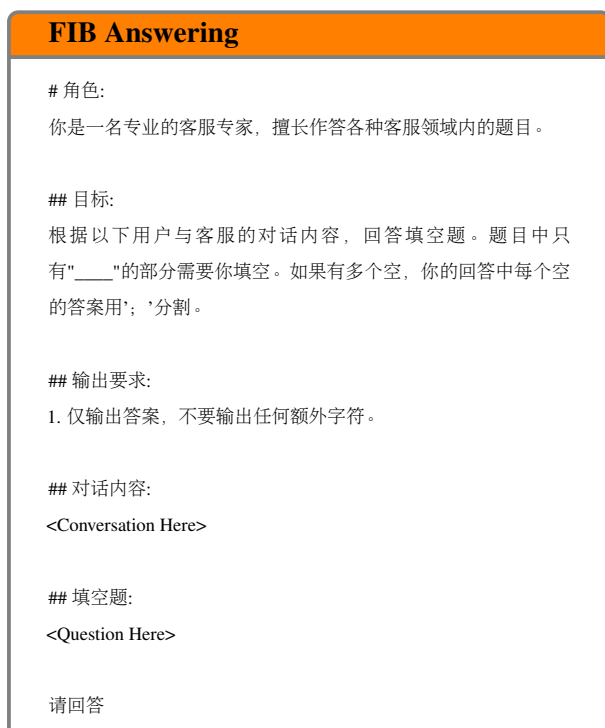 FIB Answering
# 角色:
你是一名专业的客服专家，擅长作答各种客服领域内的题目。
## 目标:
根据以下用户与客服的对话内容，回答填空题。题目中只
有"____"的部分需要你填空。如果有多个空，你的回答中每个空
的答案用’；’分割。
## 输出要求:
1. 仅输出答案，不要输出任何额外字符。
## 对话内容:
<Conversation Here>
## 填空题:
<Question Here>
请回答